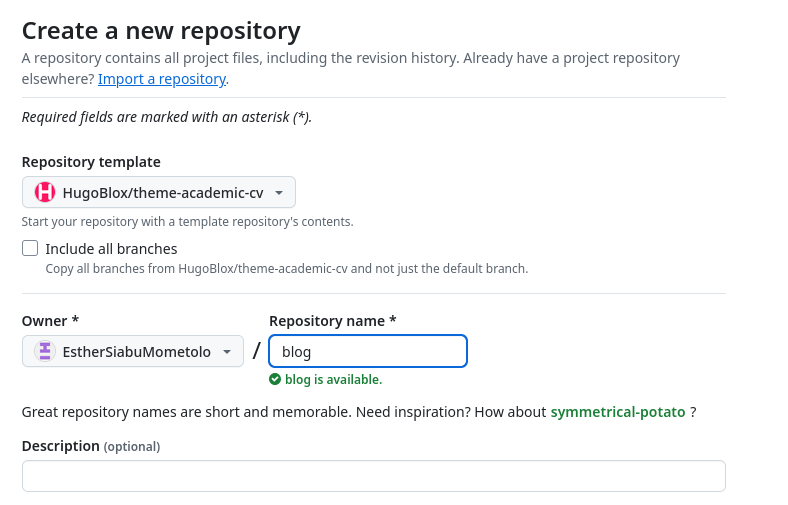 Create a new repository
A repository contains all project files, including the revision history. Already have a project repository
elsewhere? Import a repository.
Required fields are marked with an asterisk (*).
Repository template
HugoBlox/theme-academic-cv
Start your repository with a template repository's contents.
Include all branches
Copy all branches from HugoBlox/theme-academic-cv and not just the default branch.
Owner * Repository name *
EstherSiabuMometolo / blog
blog is available.
Great repository names are short and memorable. Need inspiration? How about symmetrical-potato ?
Description (optional)